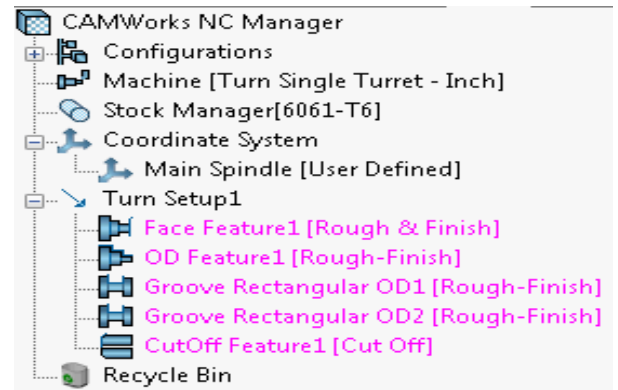 CAMWorks NC Manager
Configurations
Machine [Turn Single Turret - Inch]
Stock Manager[6061-T6]
Coordinate System
Main Spindle [User Defined]
Turn Setup1
Face Feature1 [Rough & Finish]
OD Feature1 [Rough-Finish]
Groove Rectangular OD1 [Rough-Finish]
Groove Rectangular OD2 [Rough-Finish]
CutOff Feature1 [Cut Off]
Recycle Bin